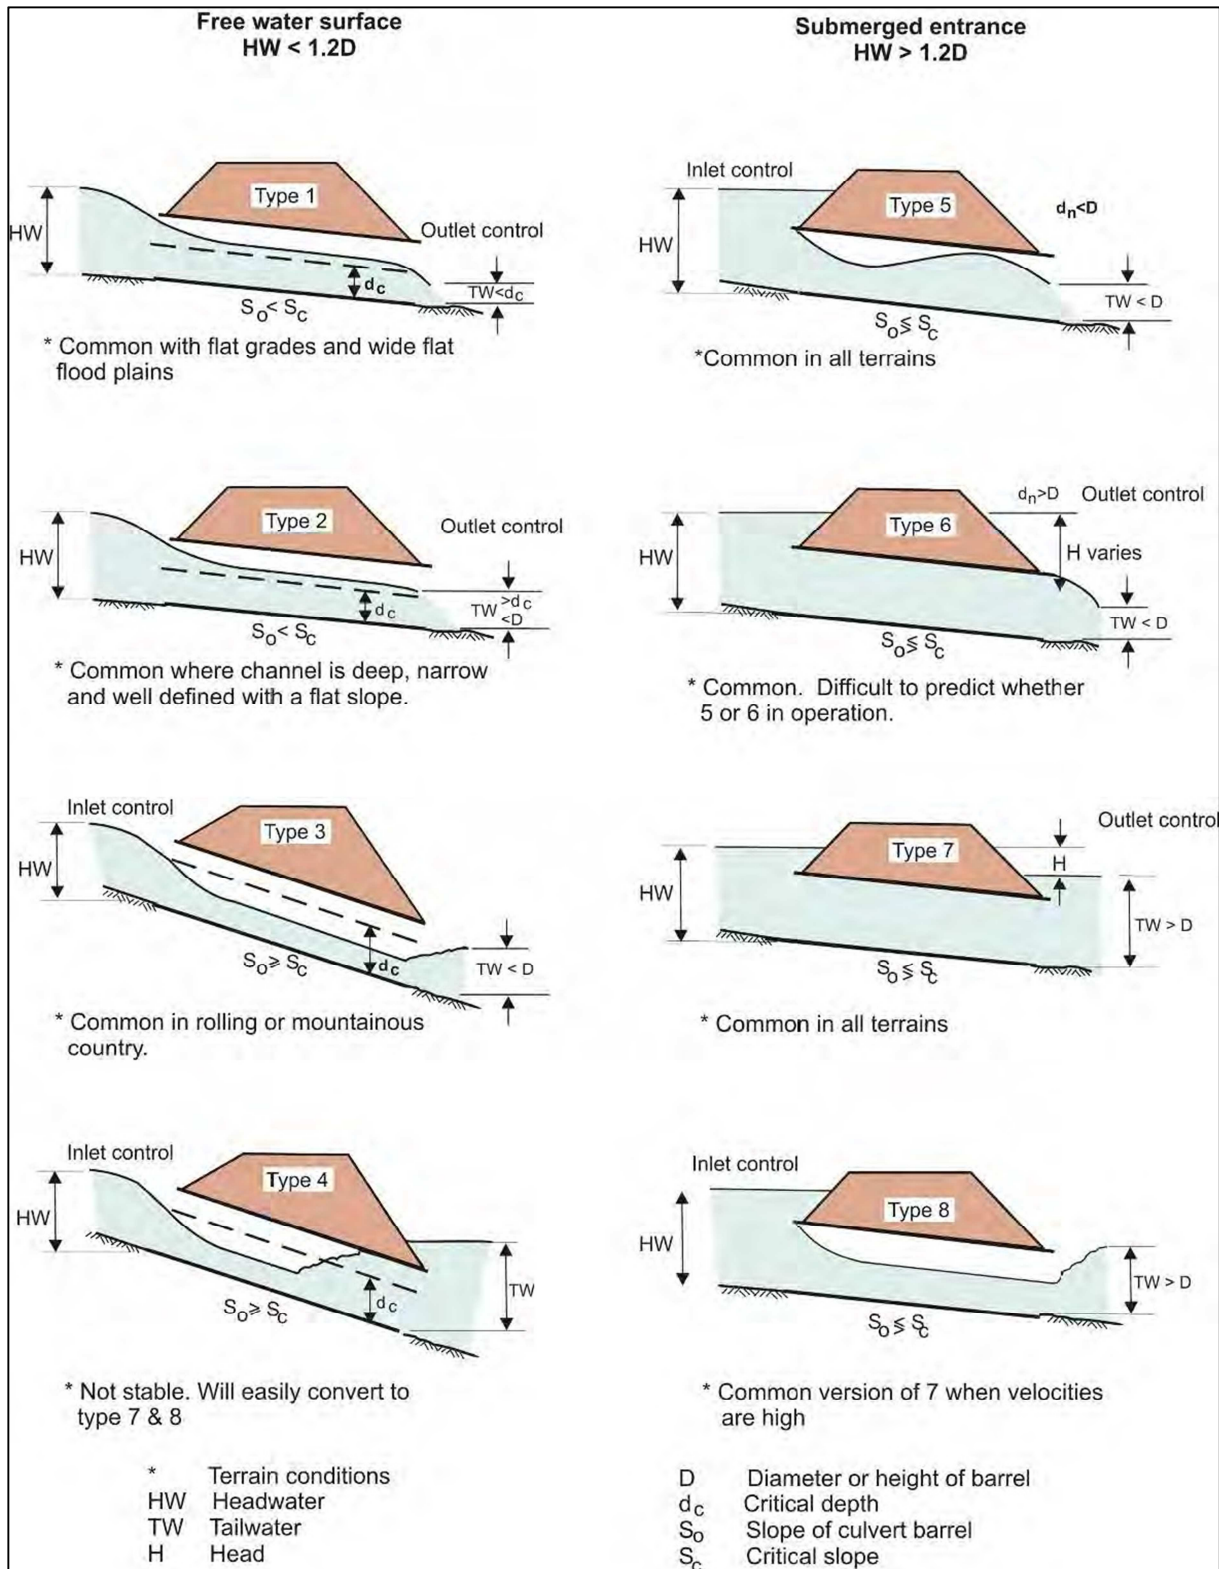 Free water surface
HW < 1.2D
HW
Type 1
Outlet control
dc
TW<dc
So< Sc
* Common with flat grades and wide flat
flood plains
HW
Type 2
Outlet control
dc
TW >dc
<D
So< Sc
* Common where channel is deep, narrow
and well defined with a flat slope.
Inlet control
HW
Type 3
dc
TW < D
So⩾ Sc
* Common in rolling or mountainous
country.
Inlet control
HW
Type 4
dc
TW
So⩾ Sc
* Not stable. Will easily convert to
type 7 & 8
* Terrain conditions
HW Headwater
TW Tailwater
H Head
Submerged entrance
HW > 1.2D
Inlet control
HW
Type 5
dn<D
TW < D
So⩽ Sc
*Common in all terrains
HW
Type 6
dn>D
Outlet control
H varies
TW < D
So⩽ Sc
* Common. Difficult to predict whether
5 or 6 in operation.
HW
Type 7
Outlet control
H
TW > D
So⩽ Sc
* Common in all terrains
Inlet control
HW
Type 8
TW > D
So⩽ Sc
* Common version of 7 when velocities
are high
D Diameter or height of barrel
dc Critical depth
So Slope of culvert barrel
Sc Critical slope